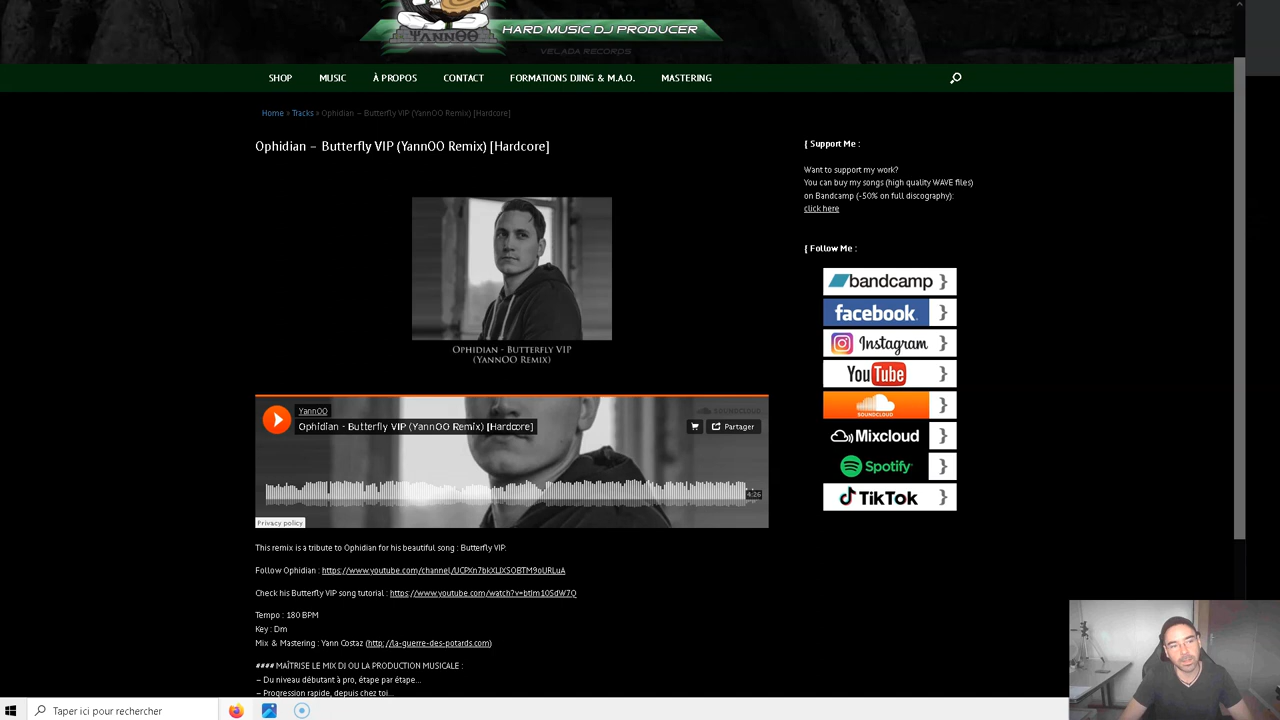 YannOO
HARD MUSIC DJ PRODUCER
VELADA RECORDS
SHOP MUSIC À PROPOS CONTACT FORMATIONS DJING & M.A.O. MASTERING
Home » Tracks » Ophidian – Butterfly VIP (YannOO Remix) [Hardcore]
Ophidian – Butterfly VIP (YannOO Remix) [Hardcore]
Ophidian - Butterfly VIP
(YannOO Remix)
YannOO
SOUNDCLOUD
Ophidian - Butterfly VIP (YannOO Remix) [Hardcore]
Partager
4:26
Privacy policy
This remix is a tribute to Ophidian for his beautiful song : Butterfly VIP.
Follow Ophidian : https://www.youtube.com/channel/UCPXn7bkXLIXSOBTM9oURLuA
Check his Butterfly VIP song tutorial : https://www.youtube.com/watch?v=btIm10SdW7Q
Tempo : 180 BPM
Key : Dm
Mix & Mastering : Yann Costaz (http://la-guerre-des-potards.com)
#### MAÎTRISE LE MIX DJ OU LA PRODUCTION MUSICALE :
– Du niveau débutant à pro, étape par étape…
– Progression rapide, depuis chez toi…
{ Support Me :
Want to support my work?
You can buy my songs (high quality WAVE files)
on Bandcamp (-50% on full discography):
click here
{ Follow Me :
bandcamp }
facebook. }
Instagram }
YouTube }
SOUNDCLOUD }
Mixcloud }
Spotify }
TikTok }
Taper ici pour rechercher